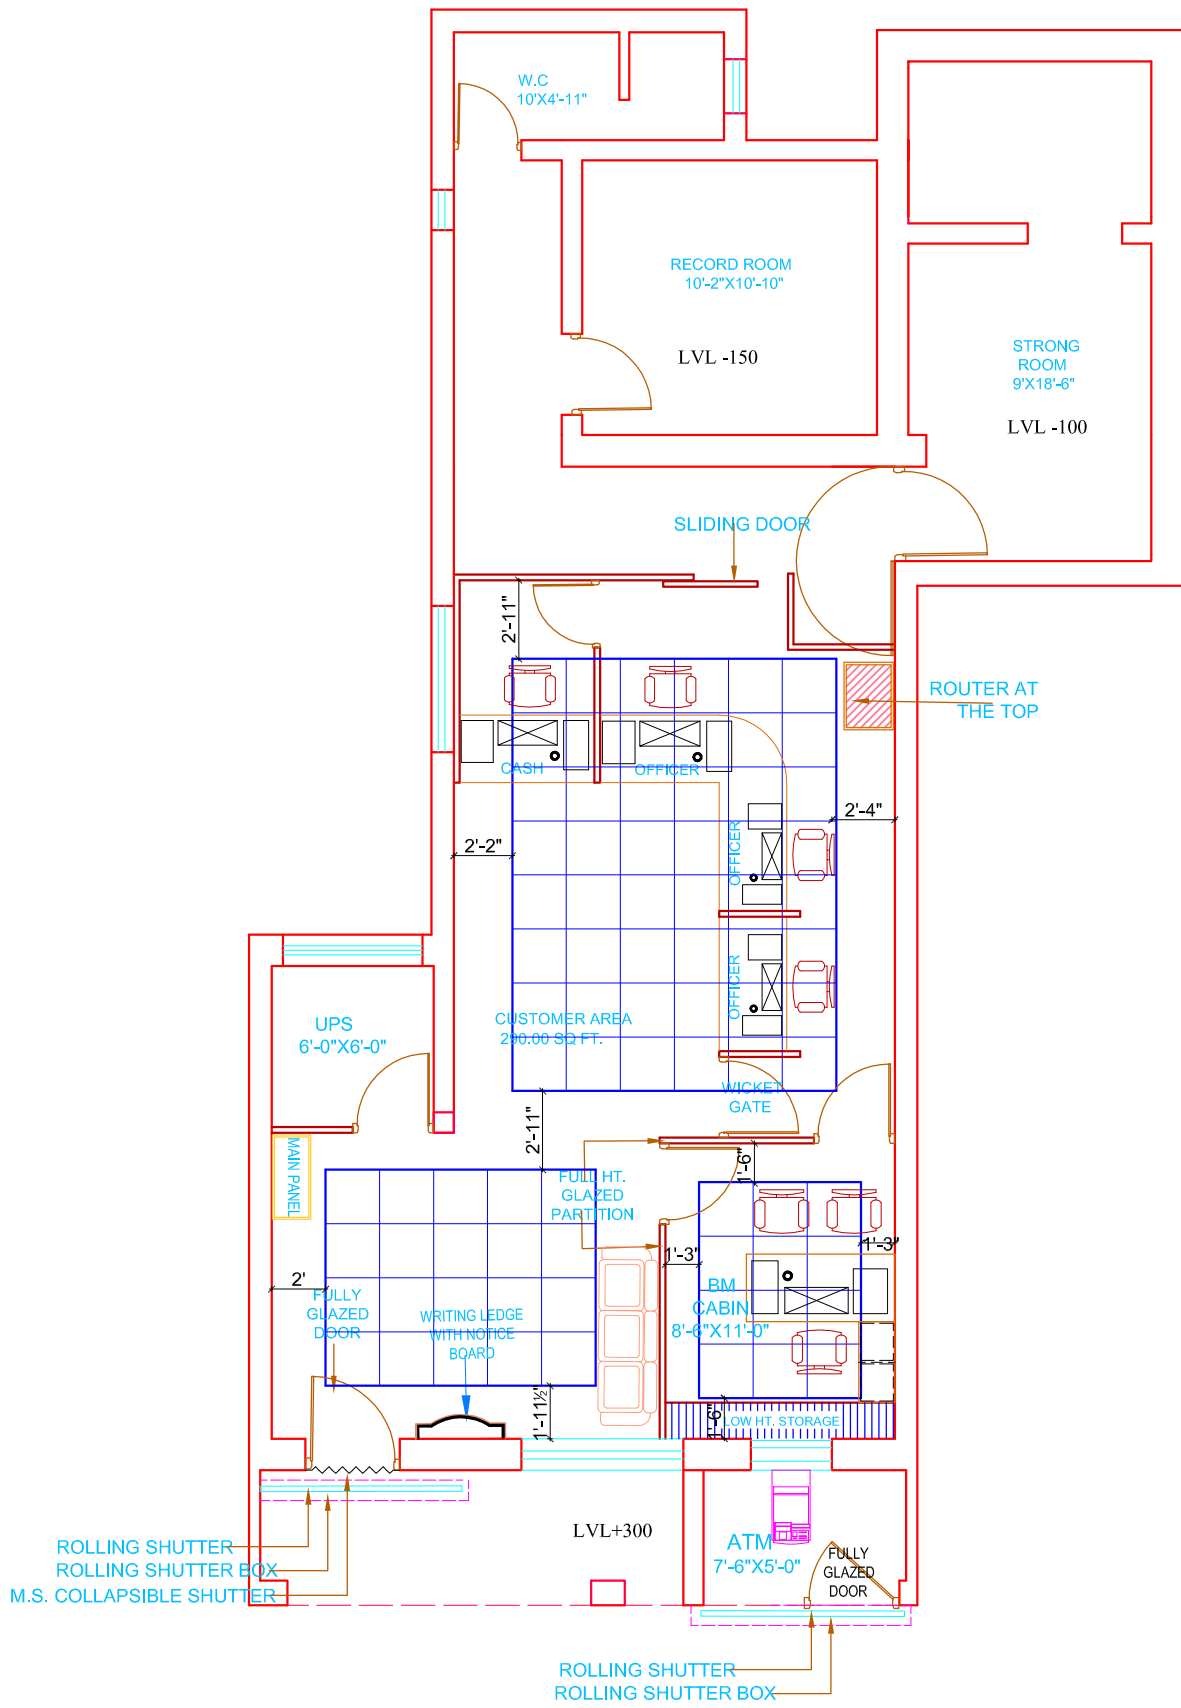 W.C
10'X4'-11"
RECORD ROOM
10'-2"X10'-10"
LVL -150
STRONG
ROOM
9'X18'-6"
LVL -100
SLIDING DOOR
2'-11"
ROUTER AT
THE TOP
CASH
OFFICER
2'-4"
2'-2"
OFFICER
OFFICER
CUSTOMER AREA
290.00 SQ FT.
UPS
6'-0"X6'-0"
WICKET
GATE
2'-11"
MAIN PANEL
1'-6"
FULL HT.
GLAZED
PARTITION
1'-3"
1'-3"
2'
FULLY
GLAZED
DOOR
WRITING LEDGE
WITH NOTICE
BOARD
BM
CABIN
8'-6"X11'-0"
1'-11½"
1'-6"
LOW HT. STORAGE
LVL+300
ATM
7'-6"X5'-0"
FULLY
GLAZED
DOOR
ROLLING SHUTTER
ROLLING SHUTTER BOX
M.S. COLLAPSIBLE SHUTTER
ROLLING SHUTTER
ROLLING SHUTTER BOX